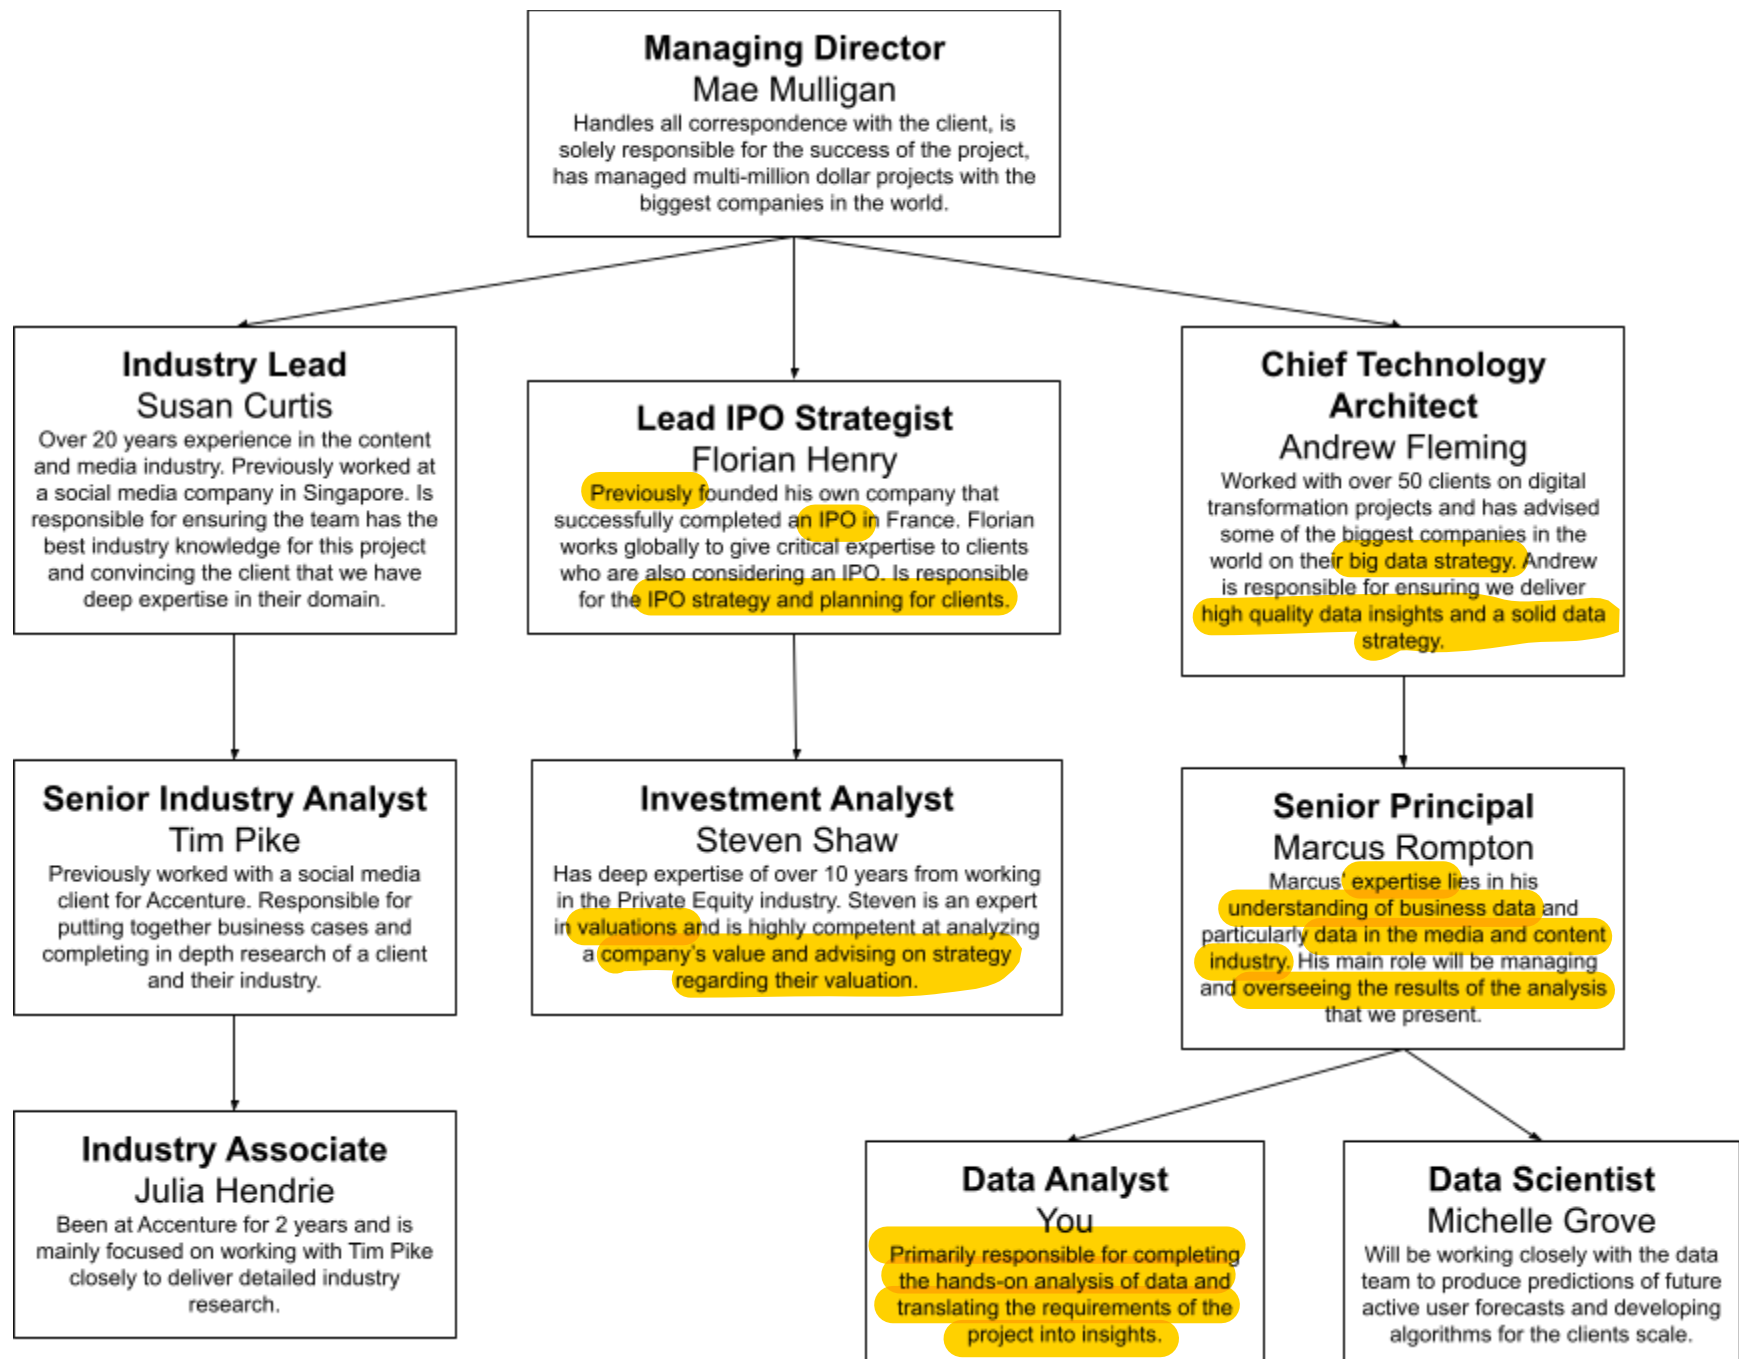 Managing Director
Mae Mulligan
Handles all correspondence with the client, is
solely responsible for the success of the project,
has managed multi-million dollar projects with the
biggest companies in the world.
Industry Lead
Susan Curtis
Over 20 years experience in the content
and media industry. Previously worked at
a social media company in Singapore. Is
responsible for ensuring the team has the
best industry knowledge for this project
and convincing the client that we have
deep expertise in their domain.
Lead IPO Strategist
Florian Henry
Previously founded his own company that
successfully completed an IPO in France. Florian
works globally to give critical expertise to clients
who are also considering an IPO. Is responsible
for the IPO strategy and planning for clients.
Chief Technology
Architect
Andrew Fleming
Worked with over 50 clients on digital
transformation projects and has advised
some of the biggest companies in the
world on their big data strategy. Andrew
is responsible for ensuring we deliver
high quality data insights and a solid data
strategy.
Senior Industry Analyst
Tim Pike
Previously worked with a social media
client for Accenture. Responsible for
putting together business cases and
completing in depth research of a client
and their industry.
Investment Analyst
Steven Shaw
Has deep expertise of over 10 years from working
in the Private Equity industry. Steven is an expert
in valuations and is highly competent at analyzing
a company's value and advising on strategy
regarding their valuation.
Senior Principal
Marcus Rompton
Marcus' expertise lies in his
understanding of business data and
particularly data in the media and content
industry. His main role will be managing
and overseeing the results of the analysis
that we present.
Industry Associate
Julia Hendrie
Been at Accenture for 2 years and is
mainly focused on working with Tim Pike
closely to deliver detailed industry
research.
Data Analyst
You
Primarily responsible for completing
the hands-on analysis of data and
translating the requirements of the
project into insights.
Data Scientist
Michelle Grove
Will be working closely with the data
team to produce predictions of future
active user forecasts and developing
algorithms for the clients scale.